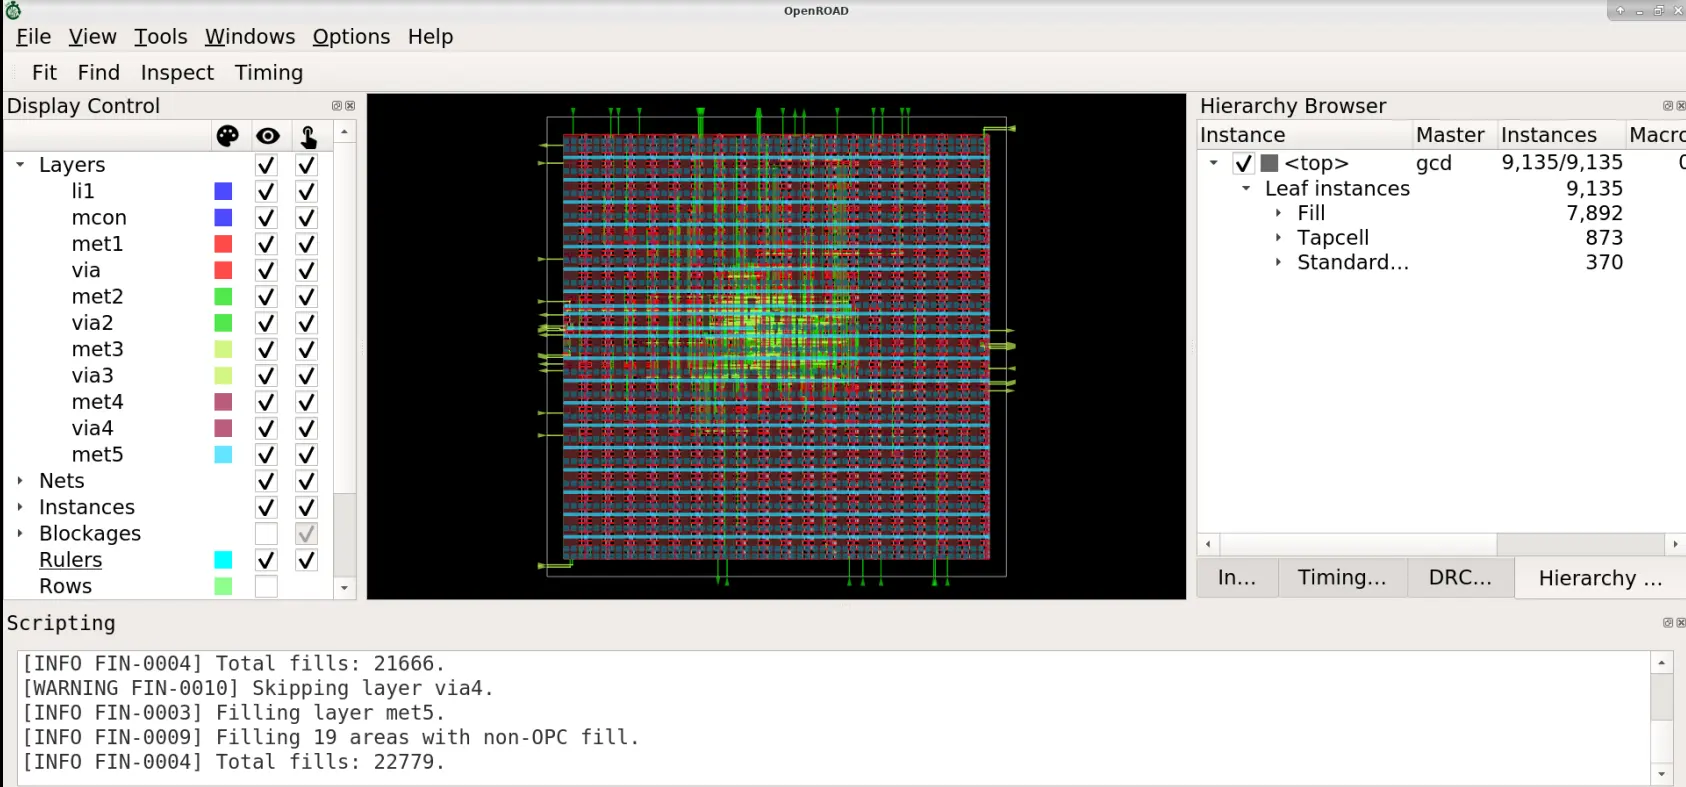 OpenROAD
File View Tools Windows Options Help
Fit Find Inspect Timing
Display Control
Layers
li1
mcon
met1
via
met2
via2
met3
via3
met4
via4
met5
Nets
Instances
Blockages
Rulers
Rows
Hierarchy Browser
Instance Master Instances Macro
<top> gcd 9,135/9,135 0
Leaf instances 9,135
Fill 7,892
Tapcell 873
Standard... 370
In... Timing... DRC... Hierarchy ...
Scripting
[INFO FIN-0004] Total fills: 21666.
[WARNING FIN-0010] Skipping layer via4.
[INFO FIN-0003] Filling layer met5.
[INFO FIN-0009] Filling 19 areas with non-OPC fill.
[INFO FIN-0004] Total fills: 22779.